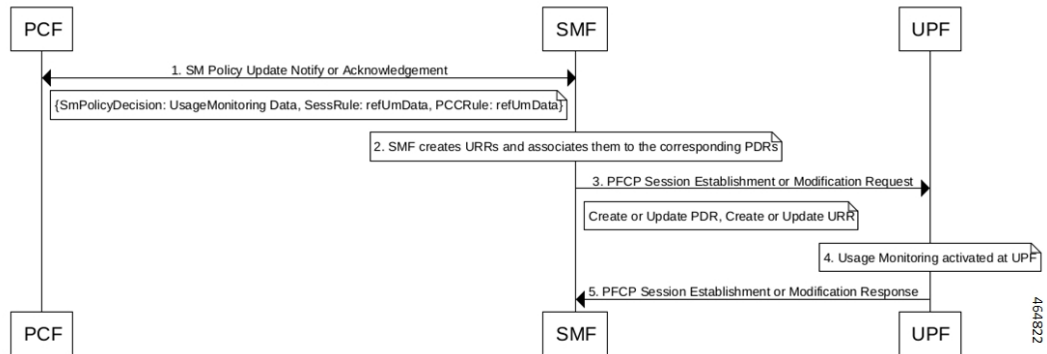 PCF
SMF
UPF
1. SM Policy Update Notify or Acknowledgement
{SmPolicyDecision: UsageMonitoring Data, SessRule: refUmData, PCCRule: refUmData}
2. SMF creates URRs and associates them to the corresponding PDRs
3. PFCP Session Establishment or Modification Request
Create or Update PDR, Create or Update URR
4. Usage Monitoring activated at UPF
5. PFCP Session Establishment or Modification Response
PCF
SMF
UPF
464822